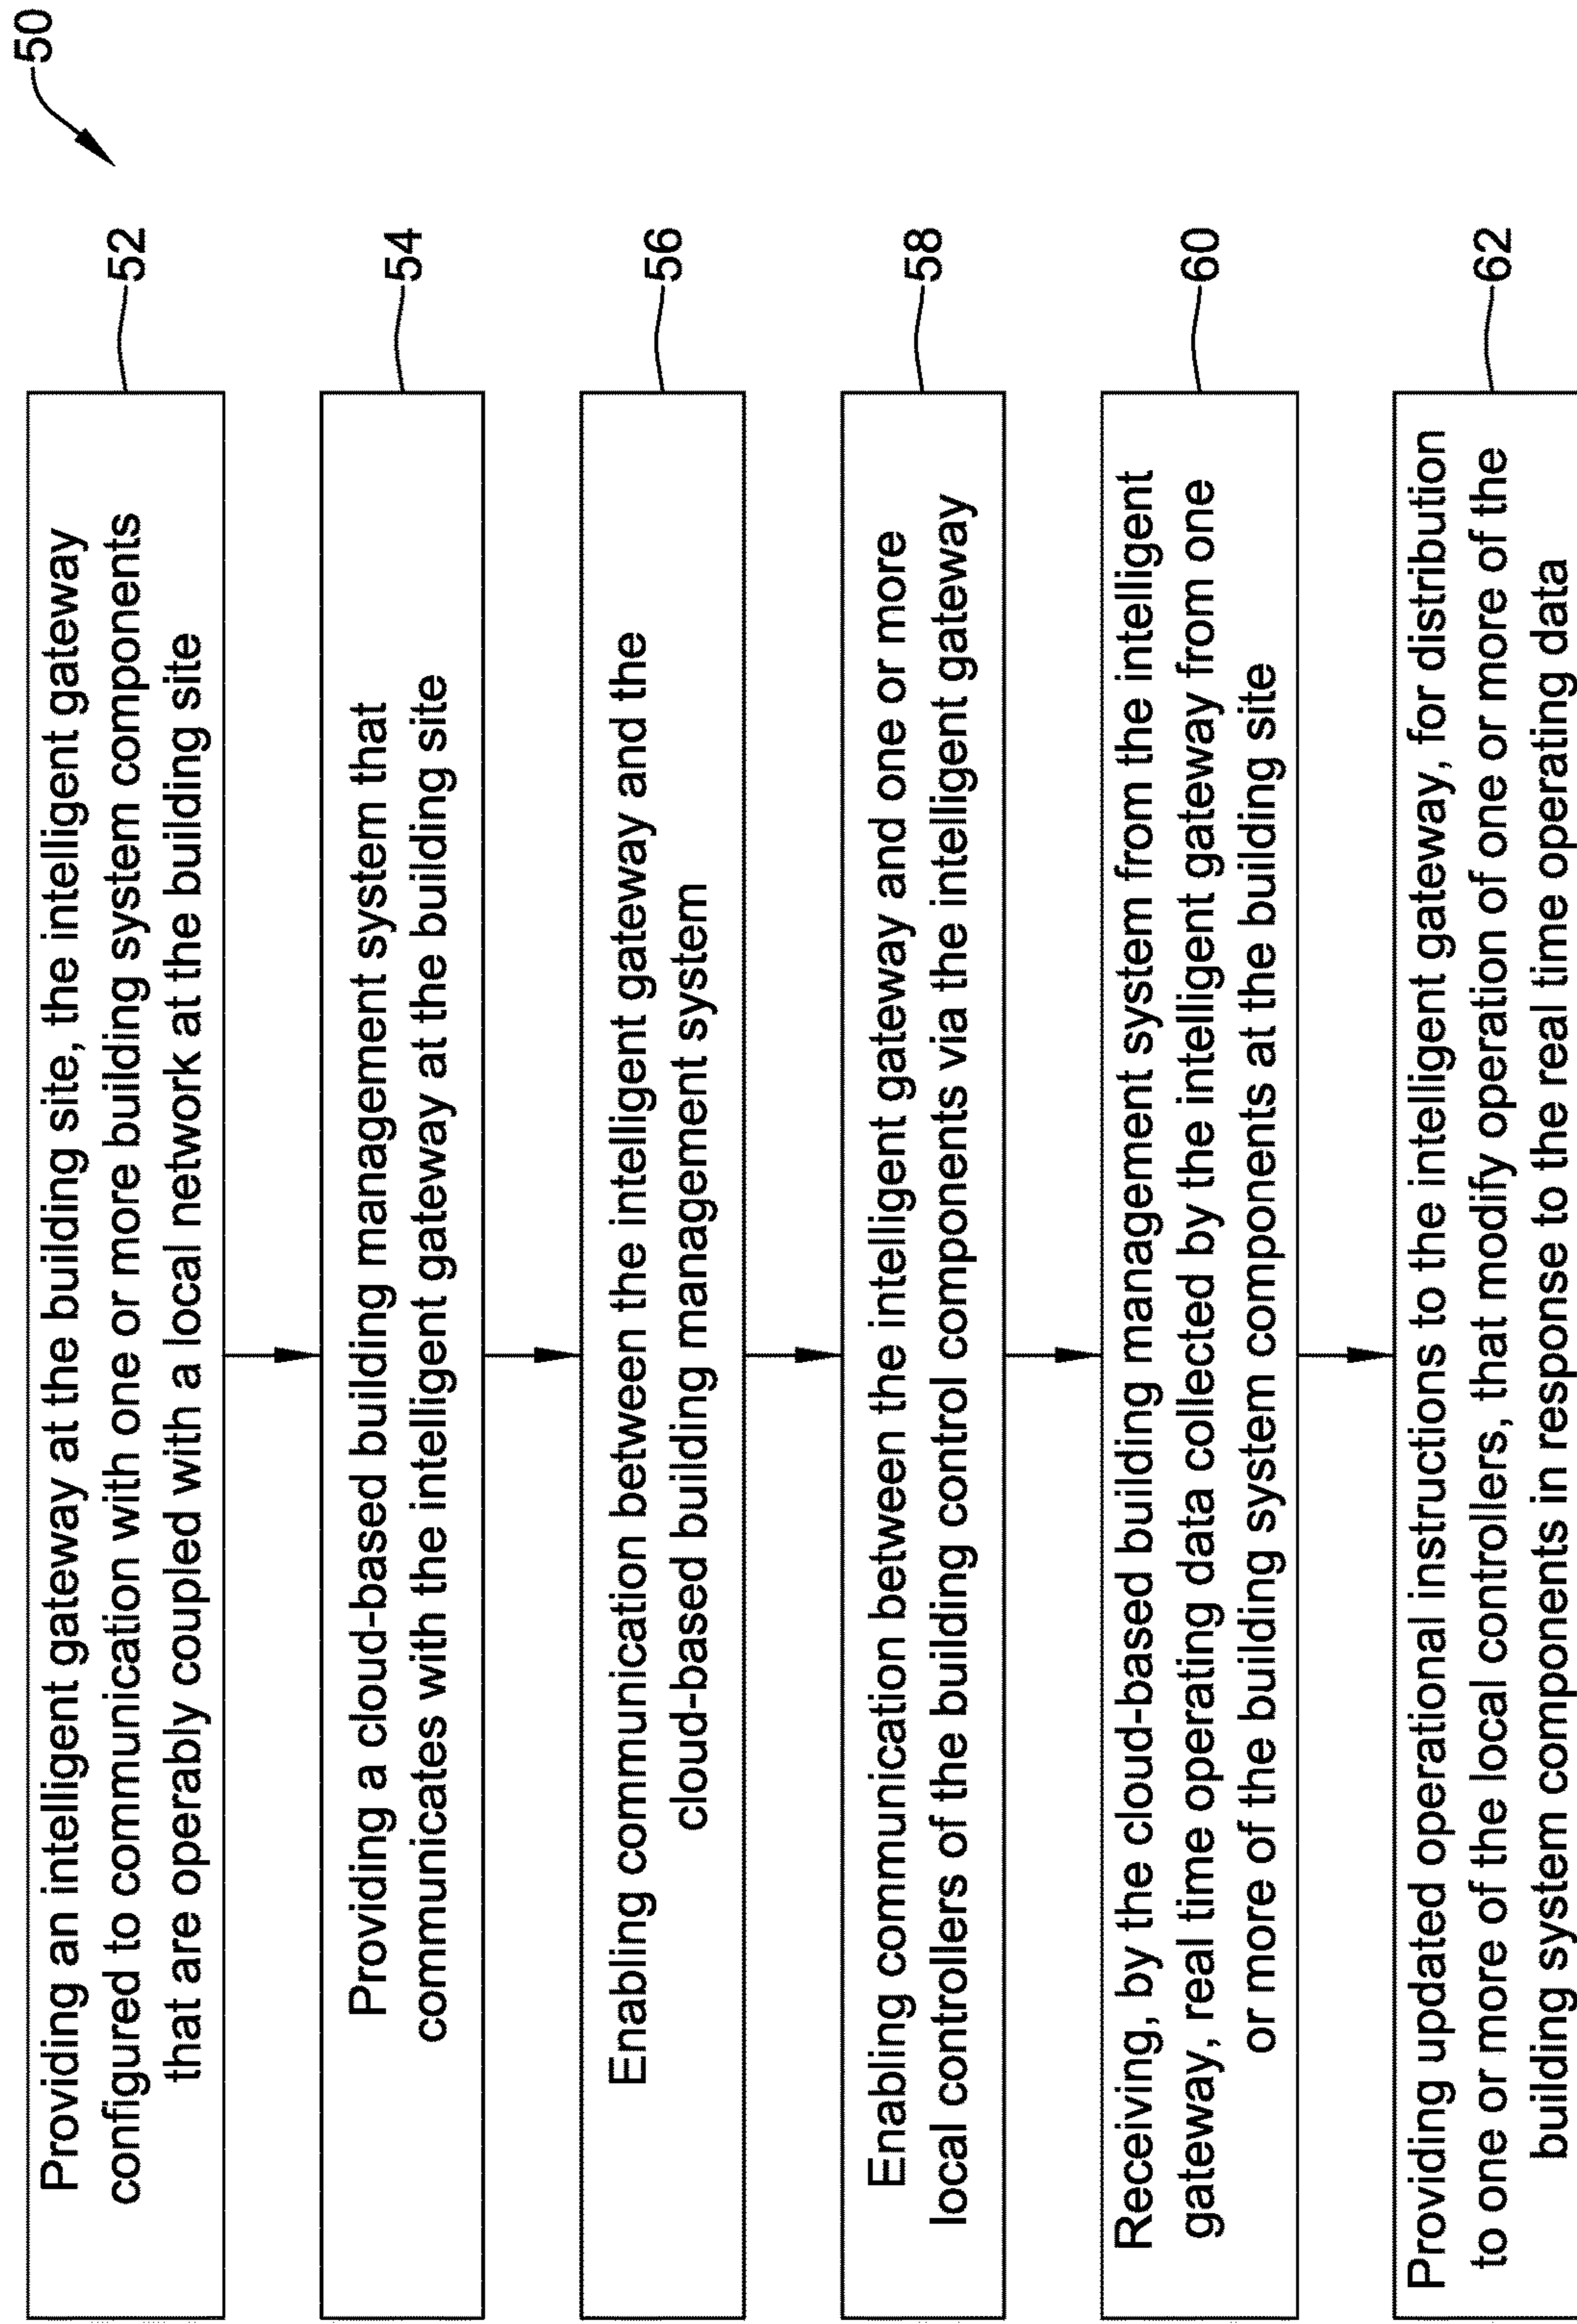 50
Providing an intelligent gateway at the building site, the intelligent gateway
configured to communication with one or more building system components
that are operably coupled with a local network at the building site
52
Providing a cloud-based building management system that
communicates with the intelligent gateway at the building site
54
Enabling communication between the intelligent gateway and the
cloud-based building management system
56
Enabling communication between the intelligent gateway and one or more
local controllers of the building control components via the intelligent gateway
58
Receiving, by the cloud-based building management system from the intelligent
gateway, real time operating data collected by the intelligent gateway from one
or more of the building system components at the building site
60
Providing updated operational instructions to the intelligent gateway, for distribution
to one or more of the local controllers, that modify operation of one or more of the
building system components in response to the real time operating data
62